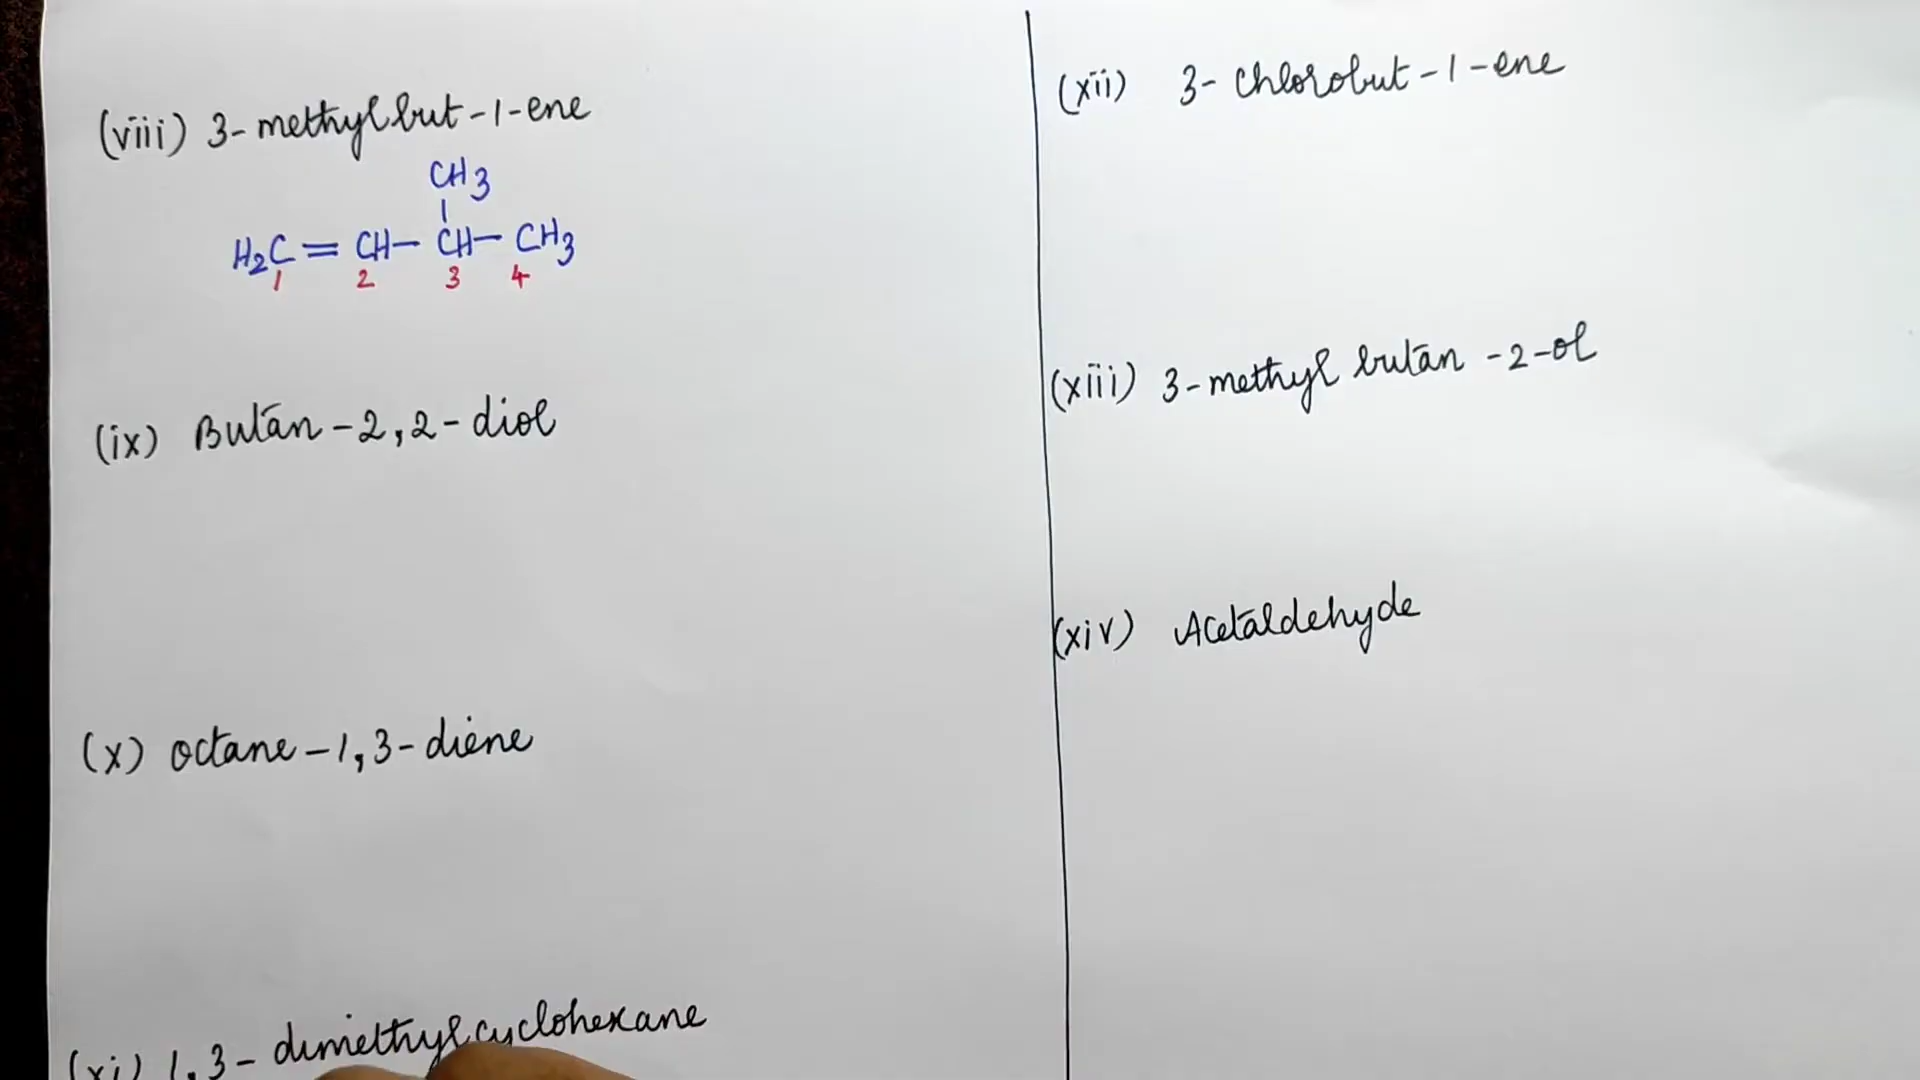 (viii) 3-methylbut-1-ene
CH3
H2C = CH - CH - CH3
1 2 3 4
(ix) Butan-2,2-diol
(x) octane-1,3-diene
(xi) 1,3-dimethylcyclohexane
(xii) 3-chlorobut-1-ene
(xiii) 3-methyl butan-2-ol
(xiv) Acetaldehyde